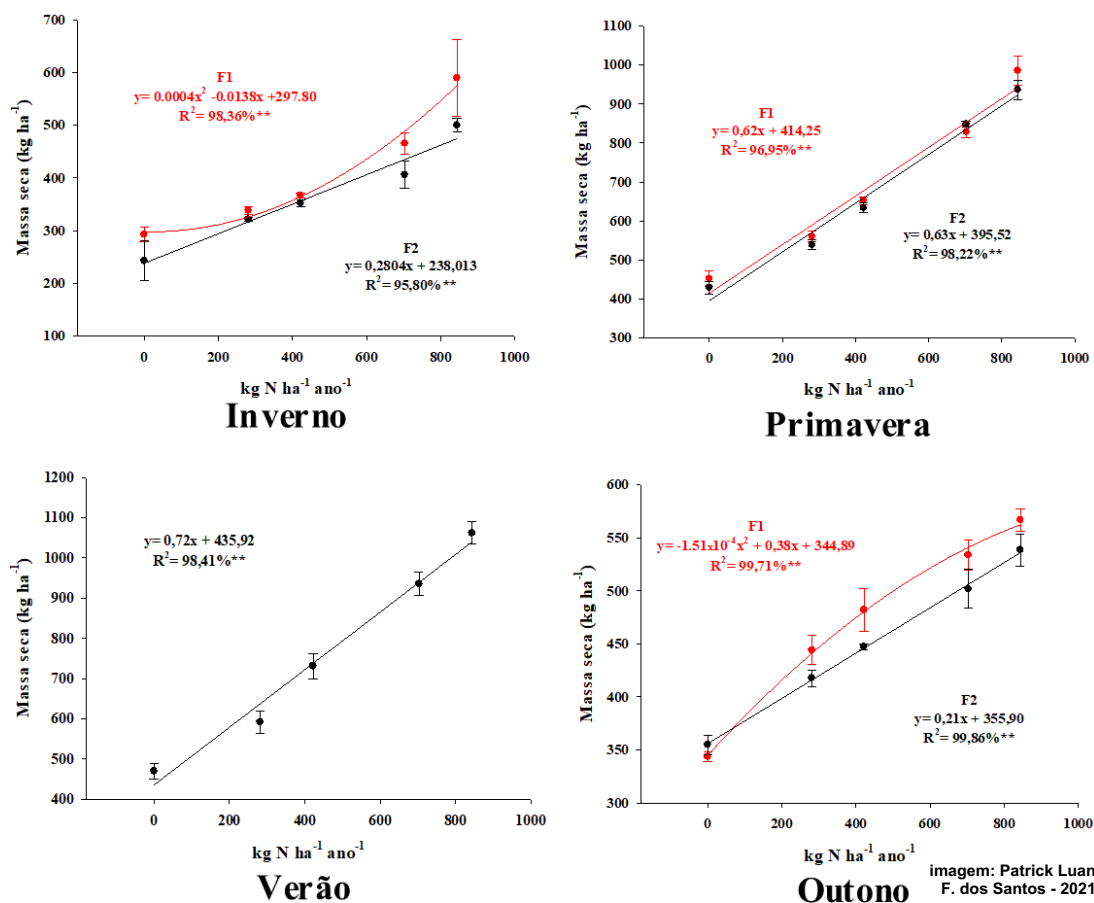 700
600
500
400
300
200
100
Massa seca (kg ha⁻¹)
F1
y= 0.0004x² -0.0138x +297.80
R²= 98,36%**
F2
y= 0,2804x + 238,013
R²= 95,80%**
0 200 400 600 800 1000
kg N ha⁻¹ ano⁻¹
Inverno
1100
1000
900
800
700
600
500
400
300
Massa seca (kg ha⁻¹)
F1
y= 0,62x + 414,25
R²= 96,95%**
F2
y= 0,63x + 395,52
R²= 98,22%**
0 200 400 600 800 1000
kg N ha⁻¹ ano⁻¹
Primavera
1200
1100
1000
900
800
700
600
500
400
Massa seca (kg ha⁻¹)
y= 0,72x + 435,92
R²= 98,41%**
0 200 400 600 800 1000
kg N ha⁻¹ ano⁻¹
Verão
600
550
500
450
400
350
300
Massa seca (kg ha⁻¹)
F1
y= -1.51x10⁻⁴x² + 0,38x + 344,89
R²= 99,71%**
F2
y= 0,21x + 355,90
R²= 99,86%**
0 200 400 600 800 1000
kg N ha⁻¹ ano⁻¹
Outono
imagem: Patrick Luan
F. dos Santos - 2021